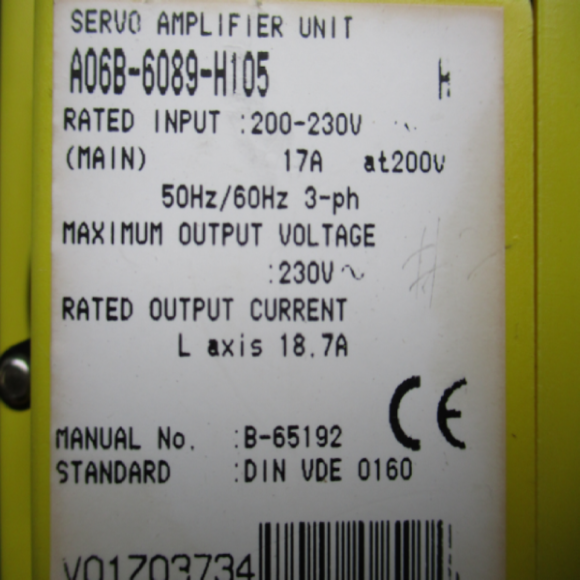 SERVO AMPLIFIER UNIT
A06B-6089-H105 H
RATED INPUT :200-230V
(MAIN) 17A at200V
50Hz/60Hz 3-ph
MAXIMUM OUTPUT VOLTAGE
:230V~
RATED OUTPUT CURRENT
L axis 18.7A
CE
MANUAL No. :B-65192
STANDARD :DIN VDE 0160
V01Z03734